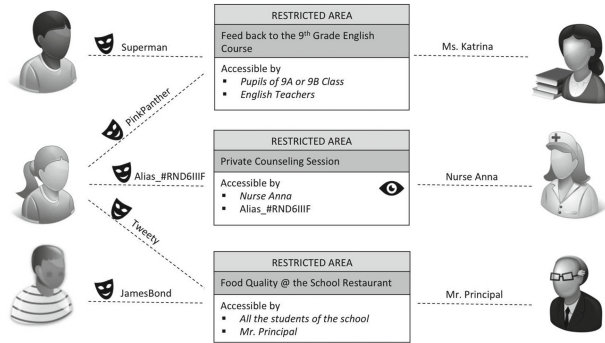 RESTRICTED AREA
Feed back to the 9th Grade English
Course
Accessible by
▪ Pupils of 9A or 9B Class
▪ English Teachers
Superman
Ms. Katrina
PinkPanther
RESTRICTED AREA
Private Counseling Session
Accessible by
▪ Nurse Anna
▪ Alias_#RND6IIIF
Alias_#RND6IIIF
Nurse Anna
Tweety
RESTRICTED AREA
Food Quality @ the School Restaurant
Accessible by
▪ All the students of the school
▪ Mr. Principal
JamesBond
Mr. Principal